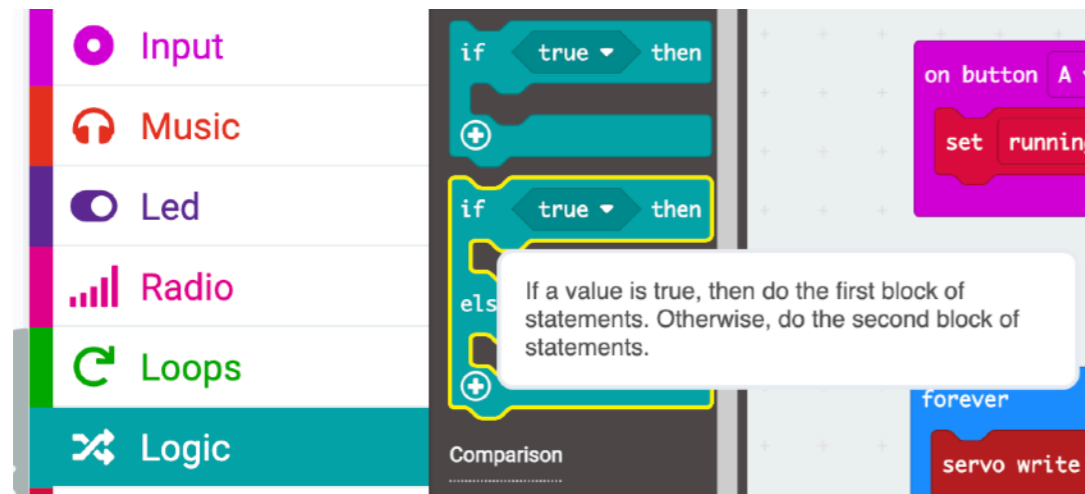 Input
Music
Led
Radio
Loops
Logic
if true then
if true then
If a value is true, then do the first block of
statements. Otherwise, do the second block of
statements.
Comparison
on button A
set
forever
servo write